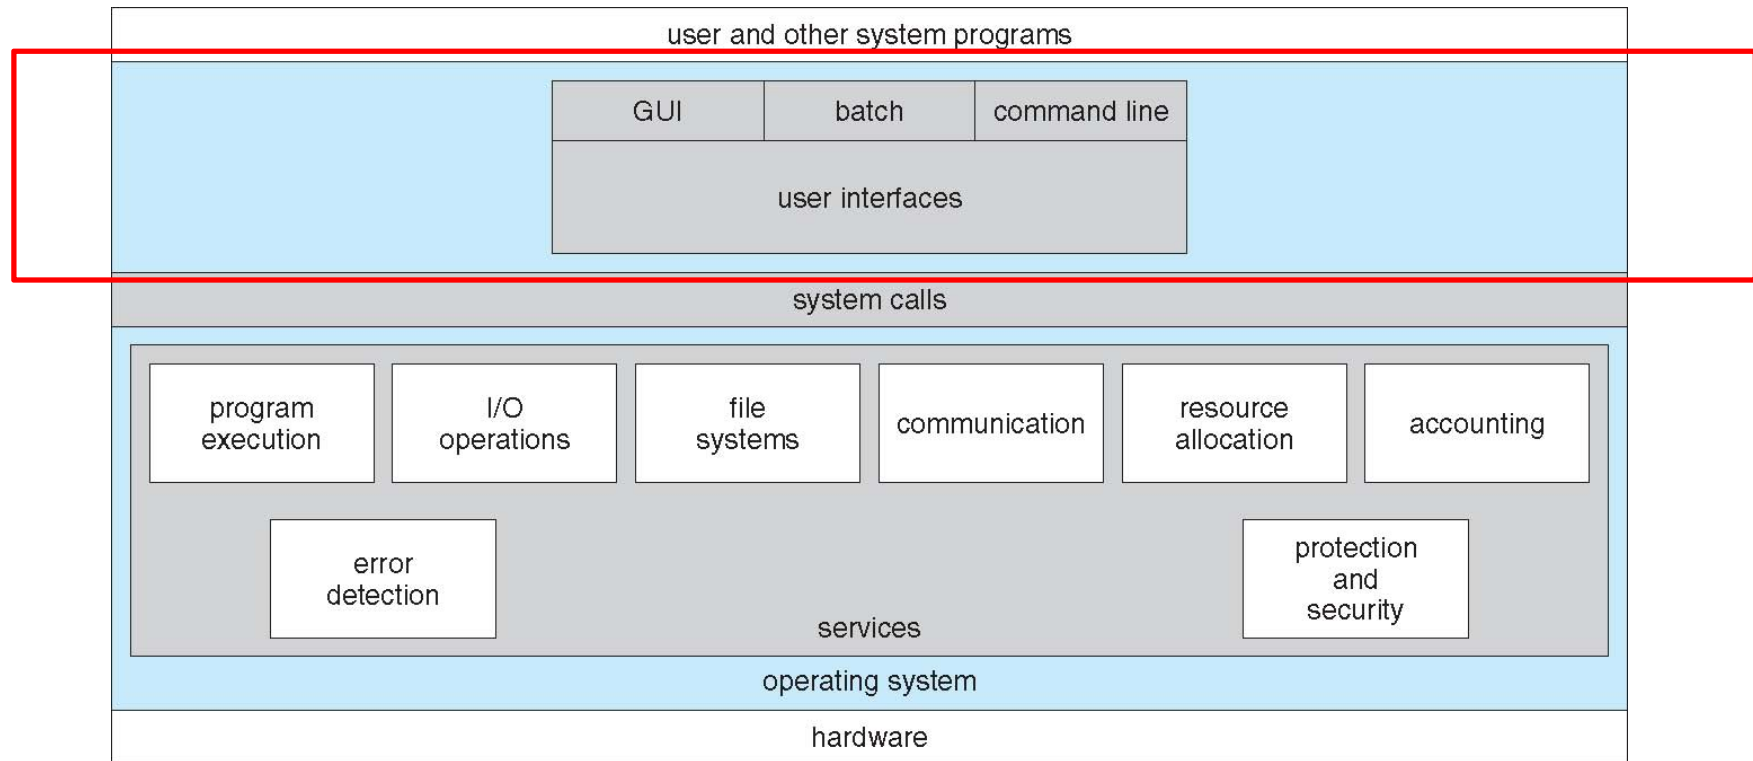 user and other system programs
GUI
batch
command line
user interfaces
system calls
program
execution
I/O
operations
file
systems
communication
resource
allocation
accounting
error
detection
protection
and
security
services
operating system
hardware